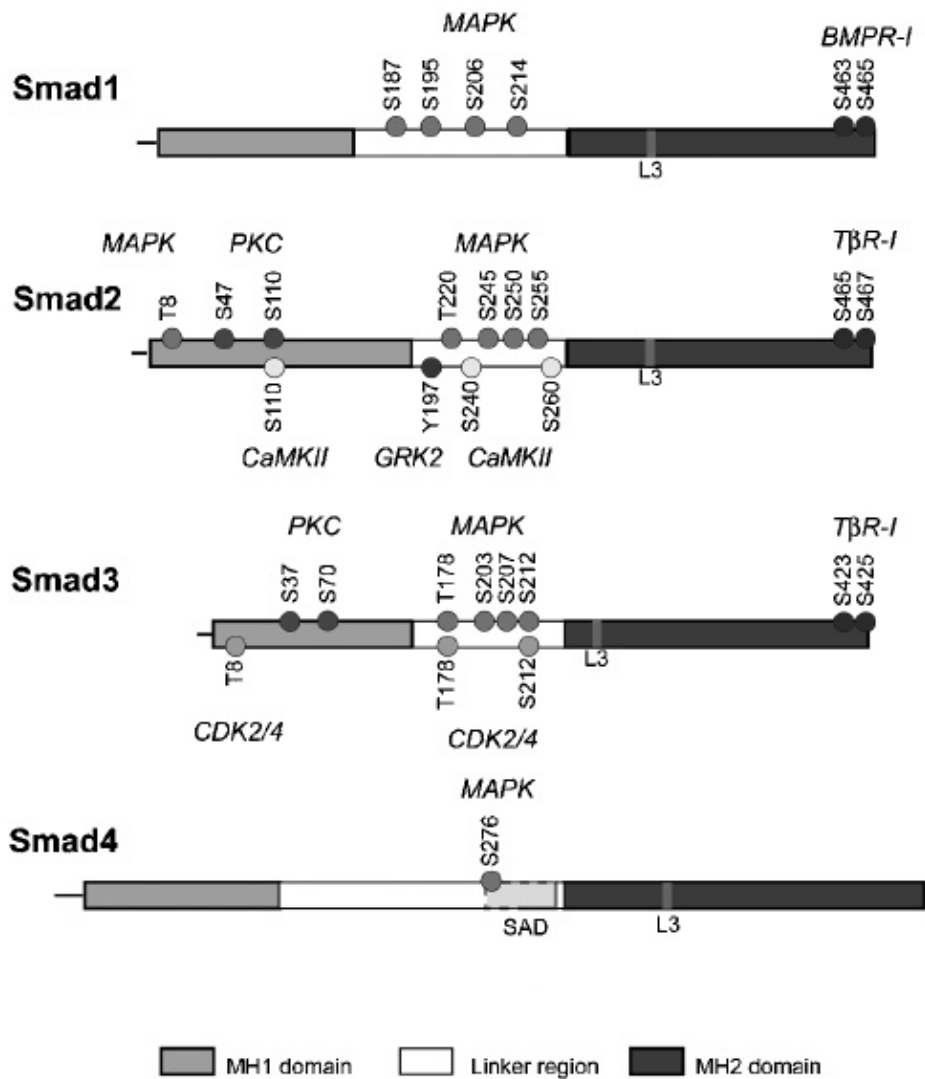 MAPK
BMPR-I
Smad1
S187
S195
S206
S214
S463
S465
L3
MAPK
PKC
MAPK
TβR-I
Smad2
T8
S47
S110
T220
S245
S250
S255
S465
S467
L3
S110
Y197
S240
S260
CaMKII
GRK2
CaMKII
PKC
MAPK
TβR-I
Smad3
S37
S70
T178
S203
S207
S212
S423
S425
T8
T178
S212
L3
CDK2/4
CDK2/4
MAPK
Smad4
S276
SAD
L3
MH1 domain
Linker region
MH2 domain